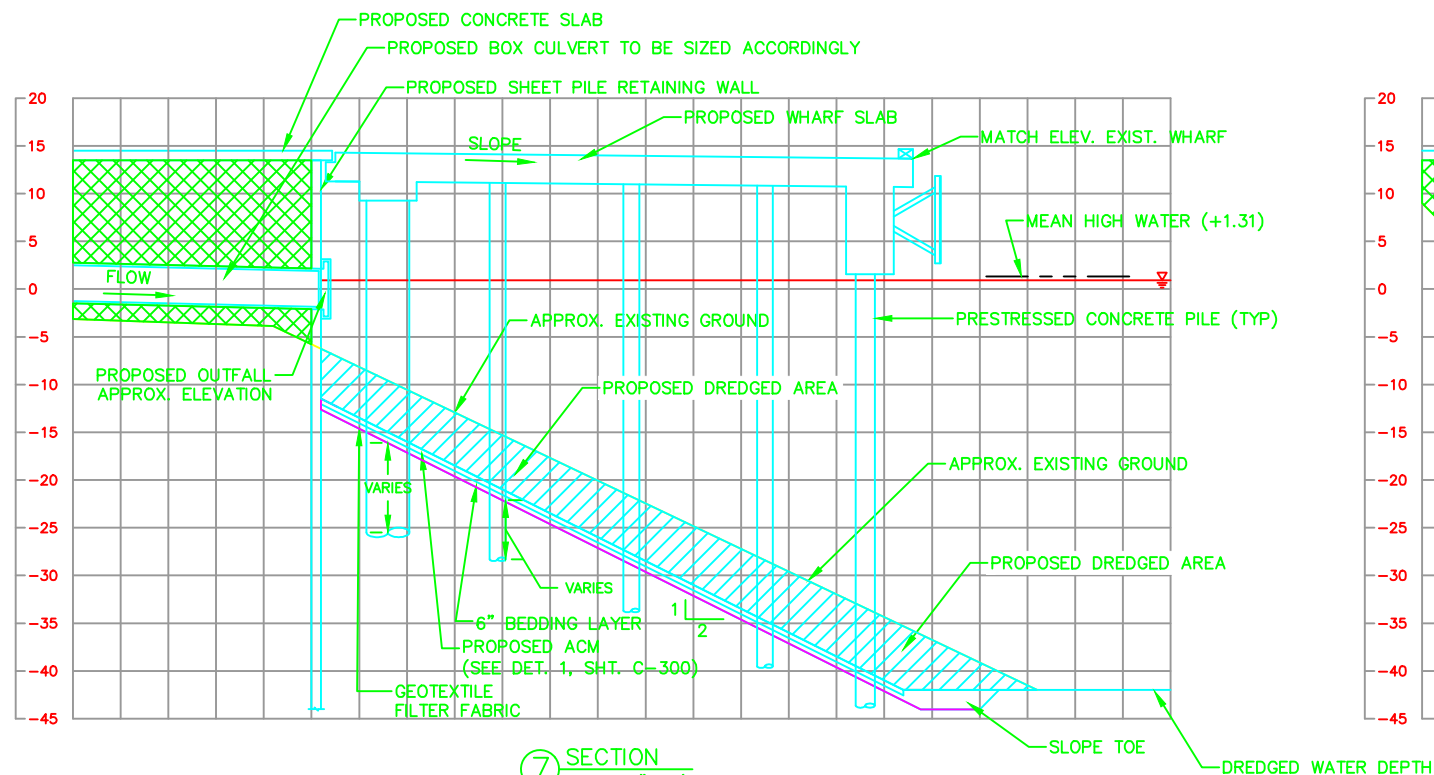 PROPOSED CONCRETE SLAB
PROPOSED BOX CULVERT TO BE SIZED ACCORDINGLY
PROPOSED SHEET PILE RETAINING WALL
PROPOSED WHARF SLAB
SLOPE
MATCH ELEV. EXIST. WHARF
MEAN HIGH WATER (+1.31)
FLOW
APPROX. EXISTING GROUND
PRESTRESSED CONCRETE PILE (TYP)
PROPOSED OUTFALL
APPROX. ELEVATION
PROPOSED DREDGED AREA
APPROX. EXISTING GROUND
VARIES
PROPOSED DREDGED AREA
VARIES
1
2
6" BEDDING LAYER
PROPOSED ACM
(SEE DET. 1, SHT. C-300)
GEOTEXTILE
FILTER FABRIC
SLOPE TOE
DREDGED WATER DEPTH
7
SECTION
20
15
10
5
0
-5
-10
-15
-20
-25
-30
-35
-40
-45
20
15
10
5
0
-5
-10
-15
-20
-25
-30
-35
-40
-45